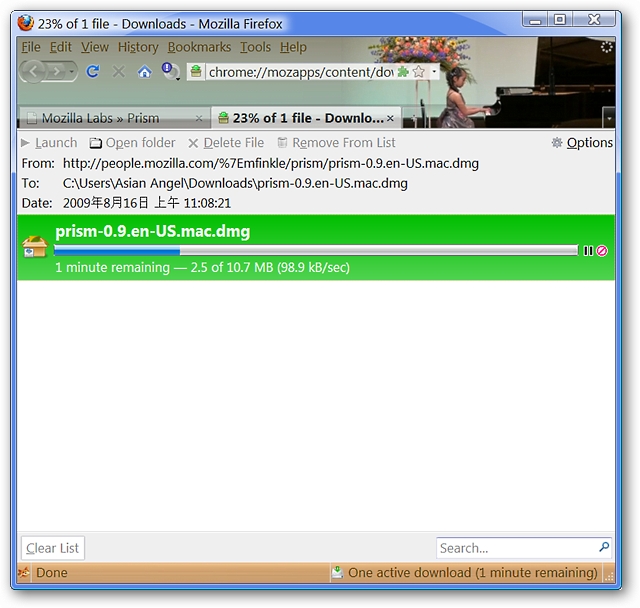 23% of 1 file - Downloads - Mozilla Firefox
File Edit View History Bookmarks Tools Help
chrome://mozapps/content/dov
Mozilla Labs » Prism
23% of 1 file - Downlo...
Launch Open folder Delete File Remove From List Options
From: http://people.mozilla.com/%7Emfinkle/prism/prism-0.9.en-US.mac.dmg
To: C:\Users\Asian Angel\Downloads\prism-0.9.en-US.mac.dmg
Date: 2009年8月16日 上午 11:08:21
prism-0.9.en-US.mac.dmg
1 minute remaining — 2.5 of 10.7 MB (98.9 kB/sec)
Clear List Search...
Done One active download (1 minute remaining)